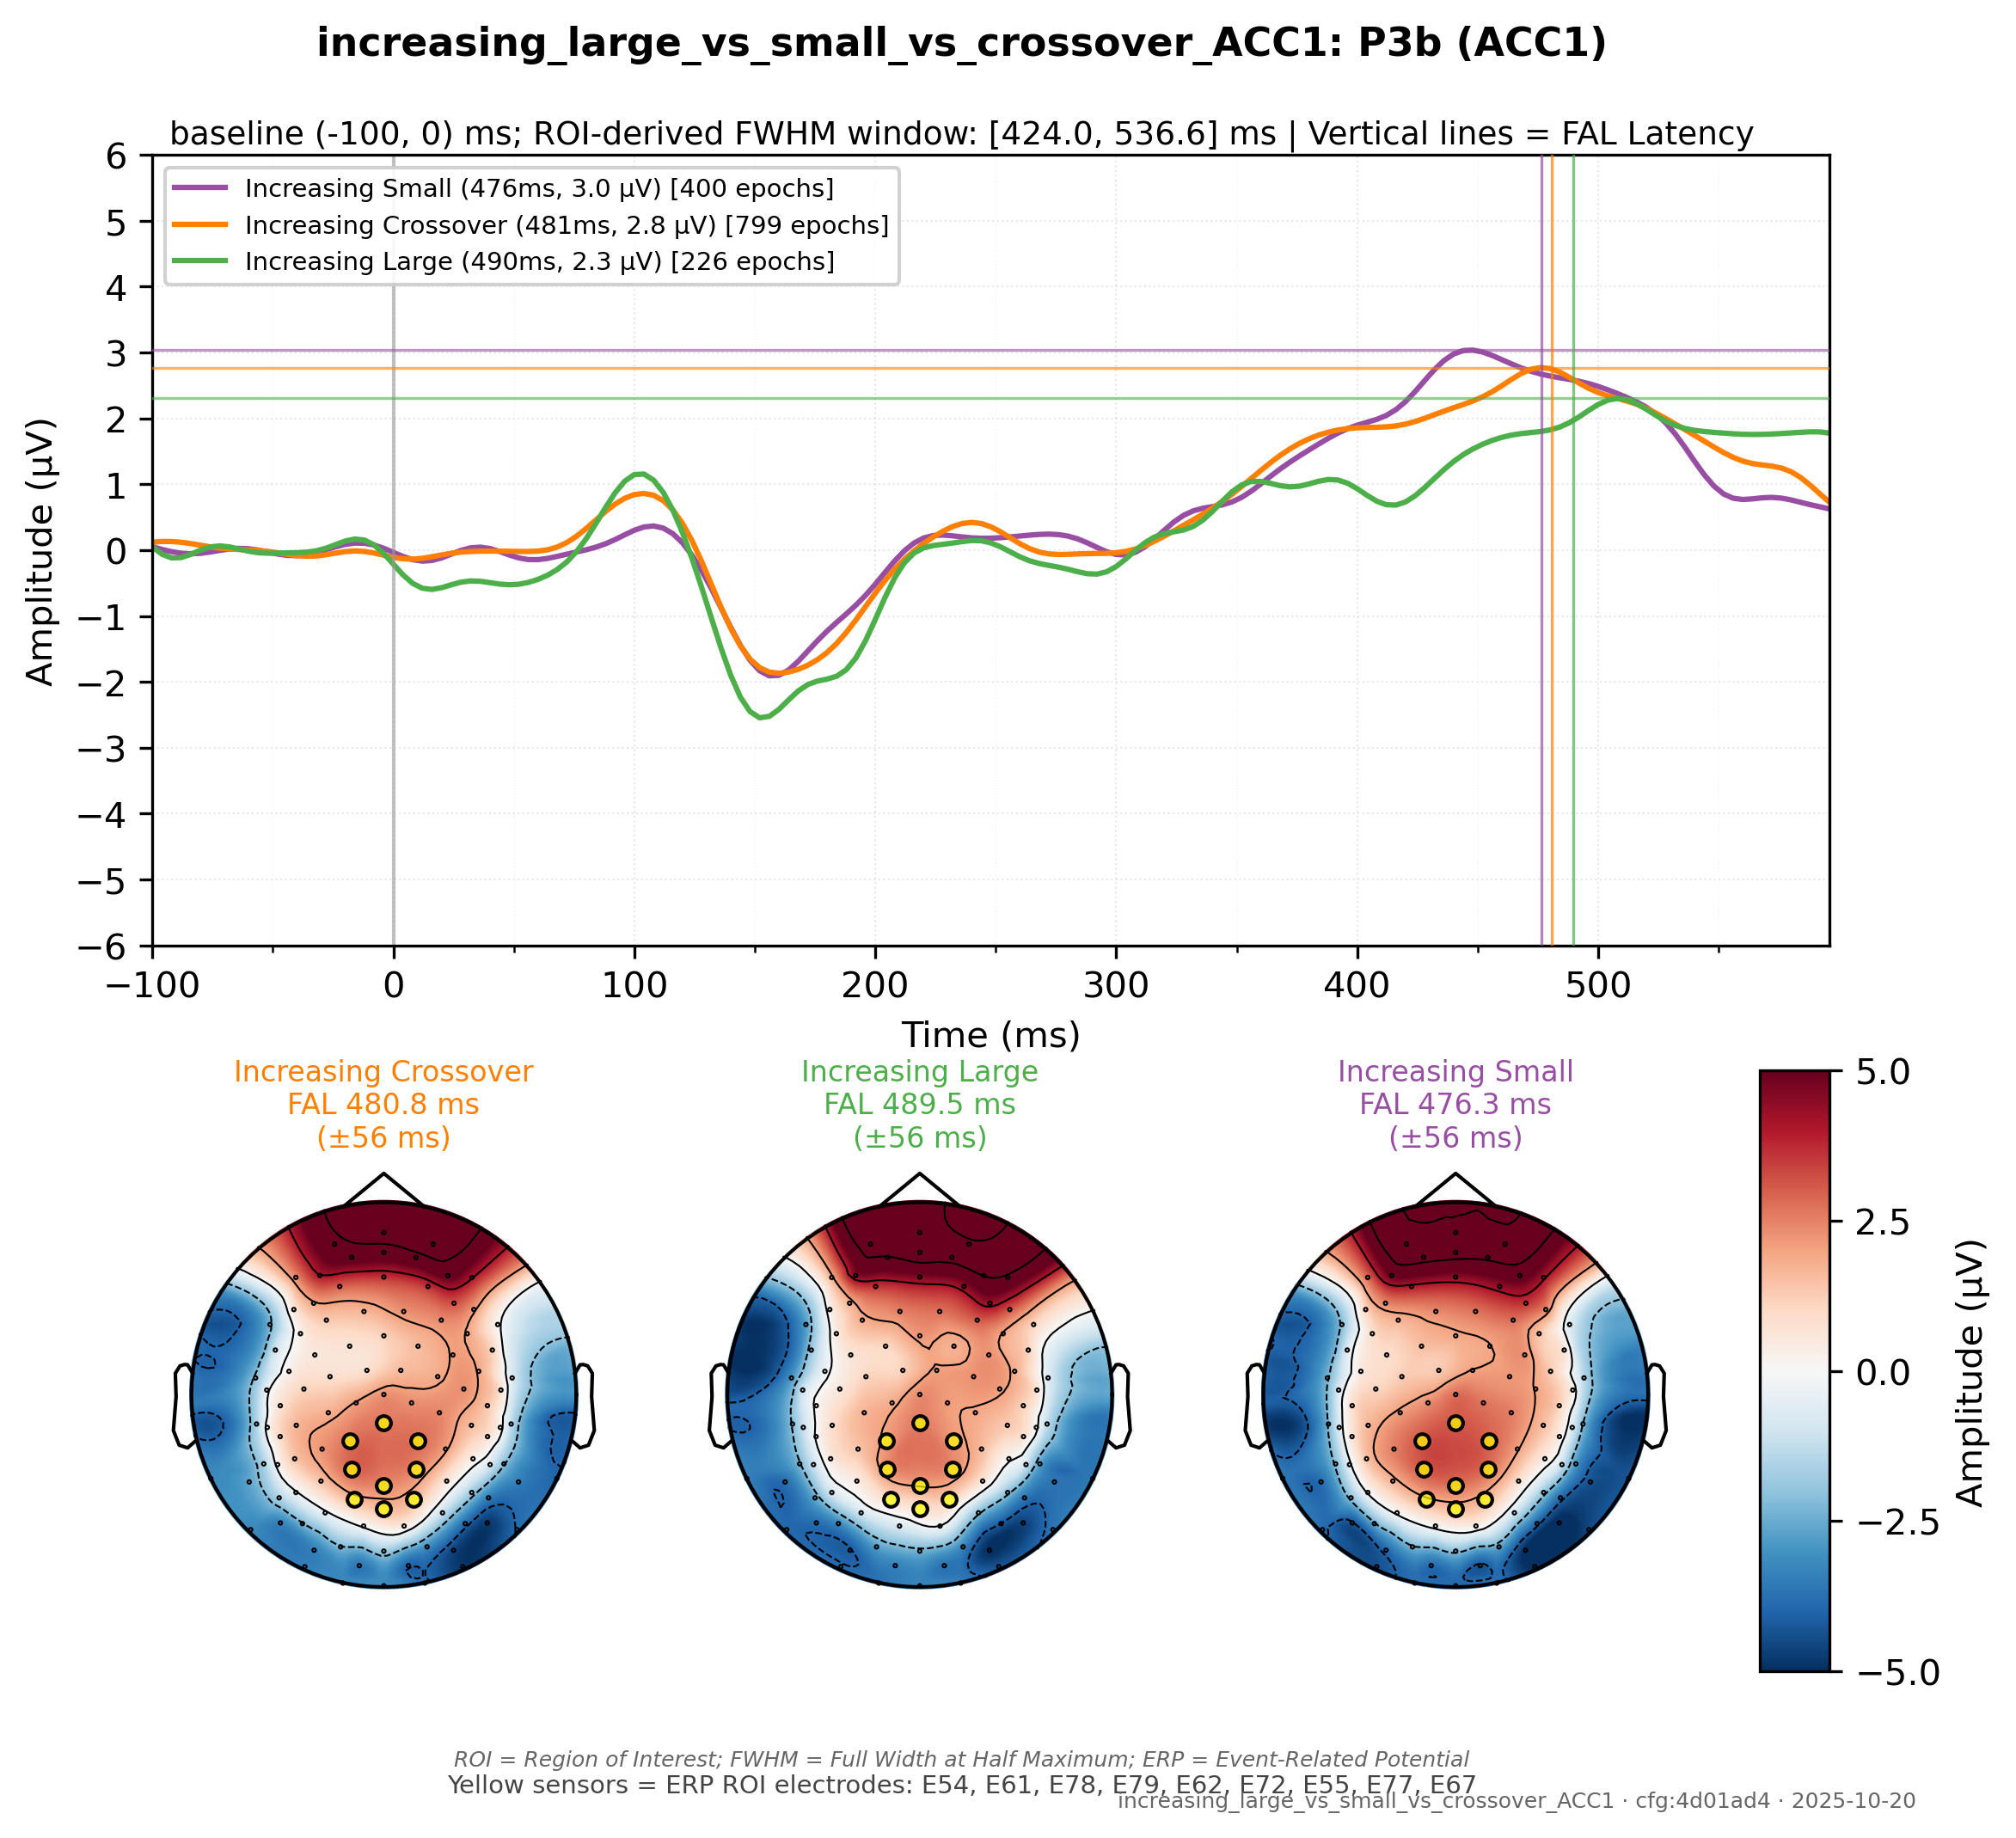 increasing_large_vs_small_vs_crossover_ACC1: P3b (ACC1)
baseline (-100, 0) ms; ROI-derived FWHM window: [424.0, 536.6] ms | Vertical lines = FAL Latency
Increasing Small (476ms, 3.0 µV) [400 epochs]
Increasing Crossover (481ms, 2.8 µV) [799 epochs]
Increasing Large (490ms, 2.3 µV) [226 epochs]
Amplitude (µV)
6
5
4
3
2
1
0
−1
−2
−3
−4
−5
−6
−100 0 100 200 300 400 500
Time (ms)
Increasing Crossover
FAL 480.8 ms
(±56 ms)
Increasing Large
FAL 489.5 ms
(±56 ms)
Increasing Small
FAL 476.3 ms
(±56 ms)
5.0
2.5
0.0
−2.5
−5.0
Amplitude (µV)
ROI = Region of Interest; FWHM = Full Width at Half Maximum; ERP = Event-Related Potential
Yellow sensors = ERP ROI electrodes: E54, E61, E78, E79, E62, E72, E55, E77, E67
increasing_large_vs_small_vs_crossover_ACC1 · cfg:4d01ad4 · 2025-10-20